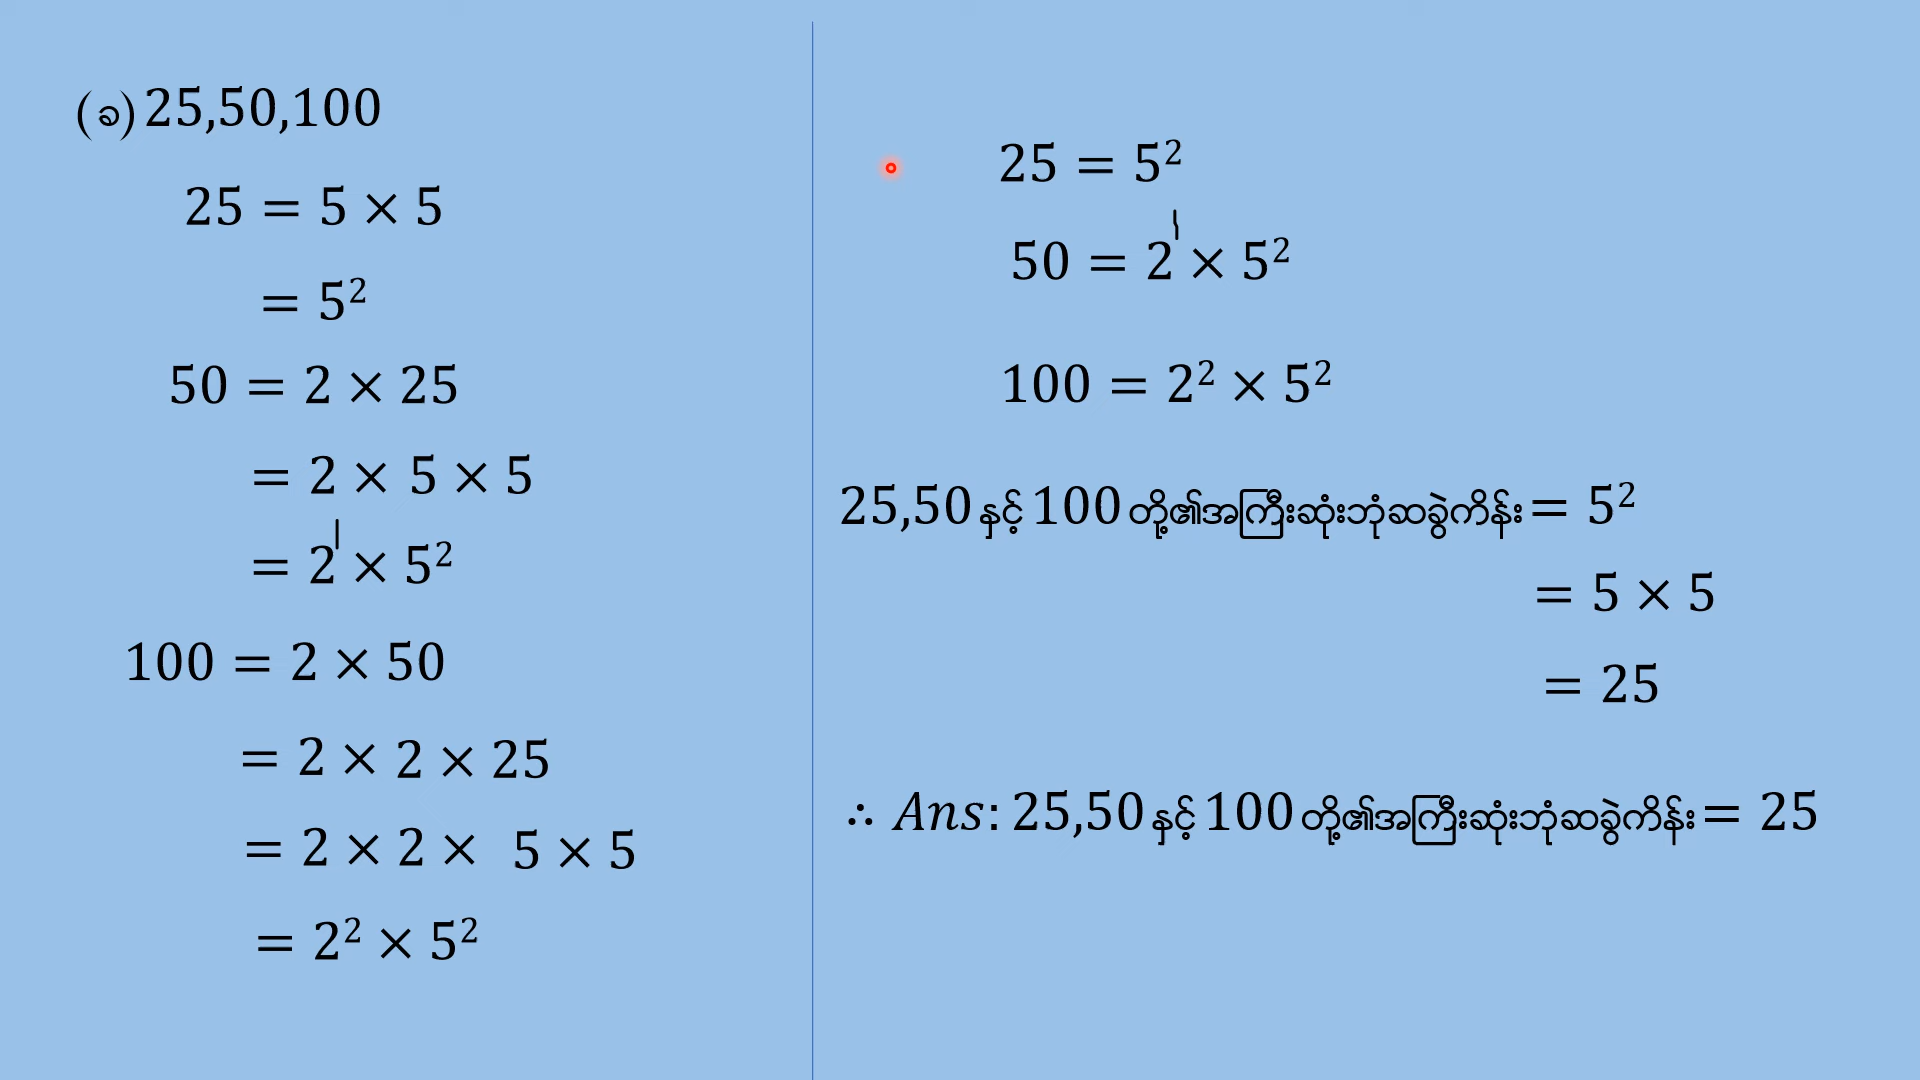 (ခ) 25,50,100
25 = 5 × 5
= 5²
50 = 2 × 25
= 2 × 5 × 5
= 2¹ × 5²
100 = 2 × 50
= 2 × 2 × 25
= 2 × 2 × 5 × 5
= 2² × 5²
25 = 5²
50 = 2¹ × 5²
100 = 2² × 5²
25,50 နှင့် 100 တို့၏အကြီးဆုံးဘုံဆခွဲကိန်း = 5²
= 5 × 5
= 25
∴ Ans: 25,50 နှင့် 100 တို့၏အကြီးဆုံးဘုံဆခွဲကိန်း = 25